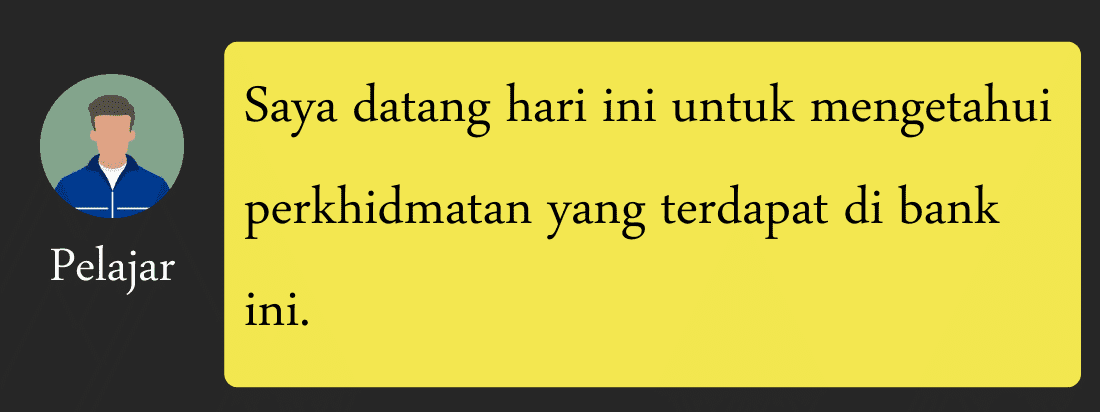 Saya datang hari ini untuk mengetahui
perkhidmatan yang terdapat di bank
ini.
Pelajar